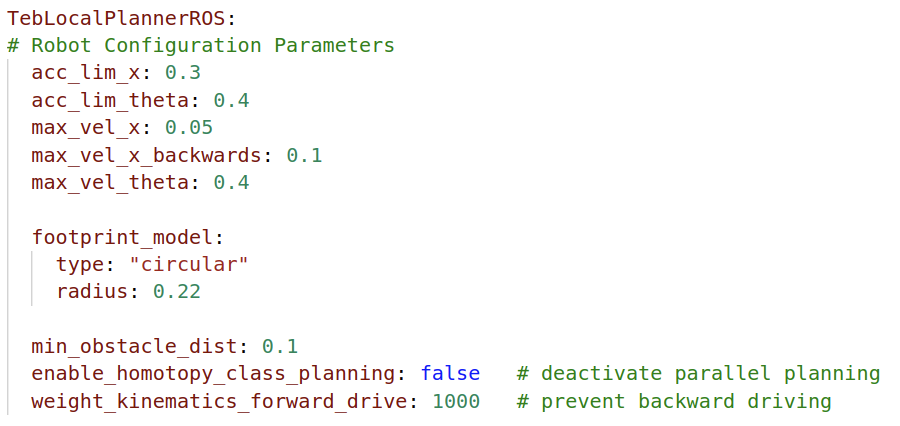 TebLocalPlannerROS:
# Robot Configuration Parameters
  acc_lim_x: 0.3
  acc_lim_theta: 0.4
  max_vel_x: 0.05
  max_vel_x_backwards: 0.1
  max_vel_theta: 0.4

  footprint_model:
    type: "circular"
    radius: 0.22

  min_obstacle_dist: 0.1
  enable_homotopy_class_planning: false   # deactivate parallel planning
  weight_kinematics_forward_drive: 1000   # prevent backward driving